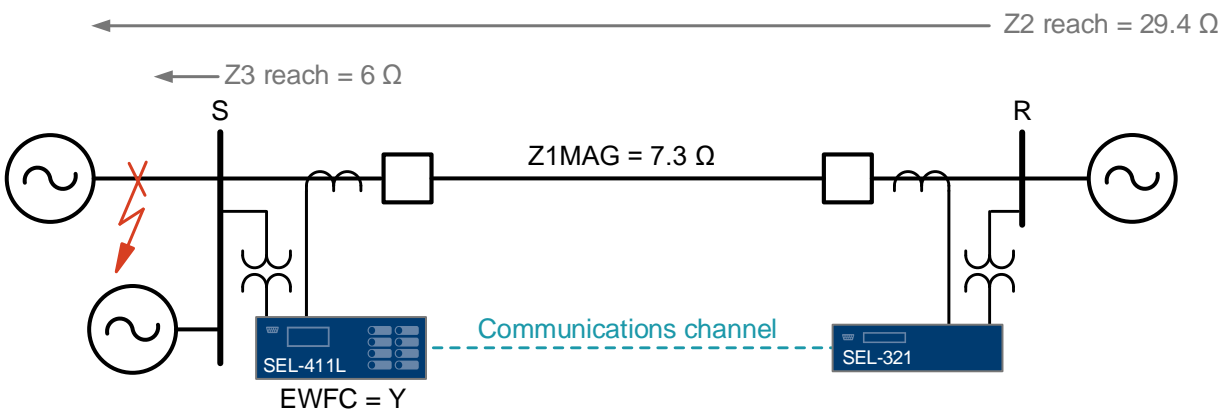 Z2 reach = 29.4 Ω
Z3 reach = 6 Ω
S
R
Z1MAG = 7.3 Ω
Communications channel
SEL-411L
SEL-321
EWFC = Y